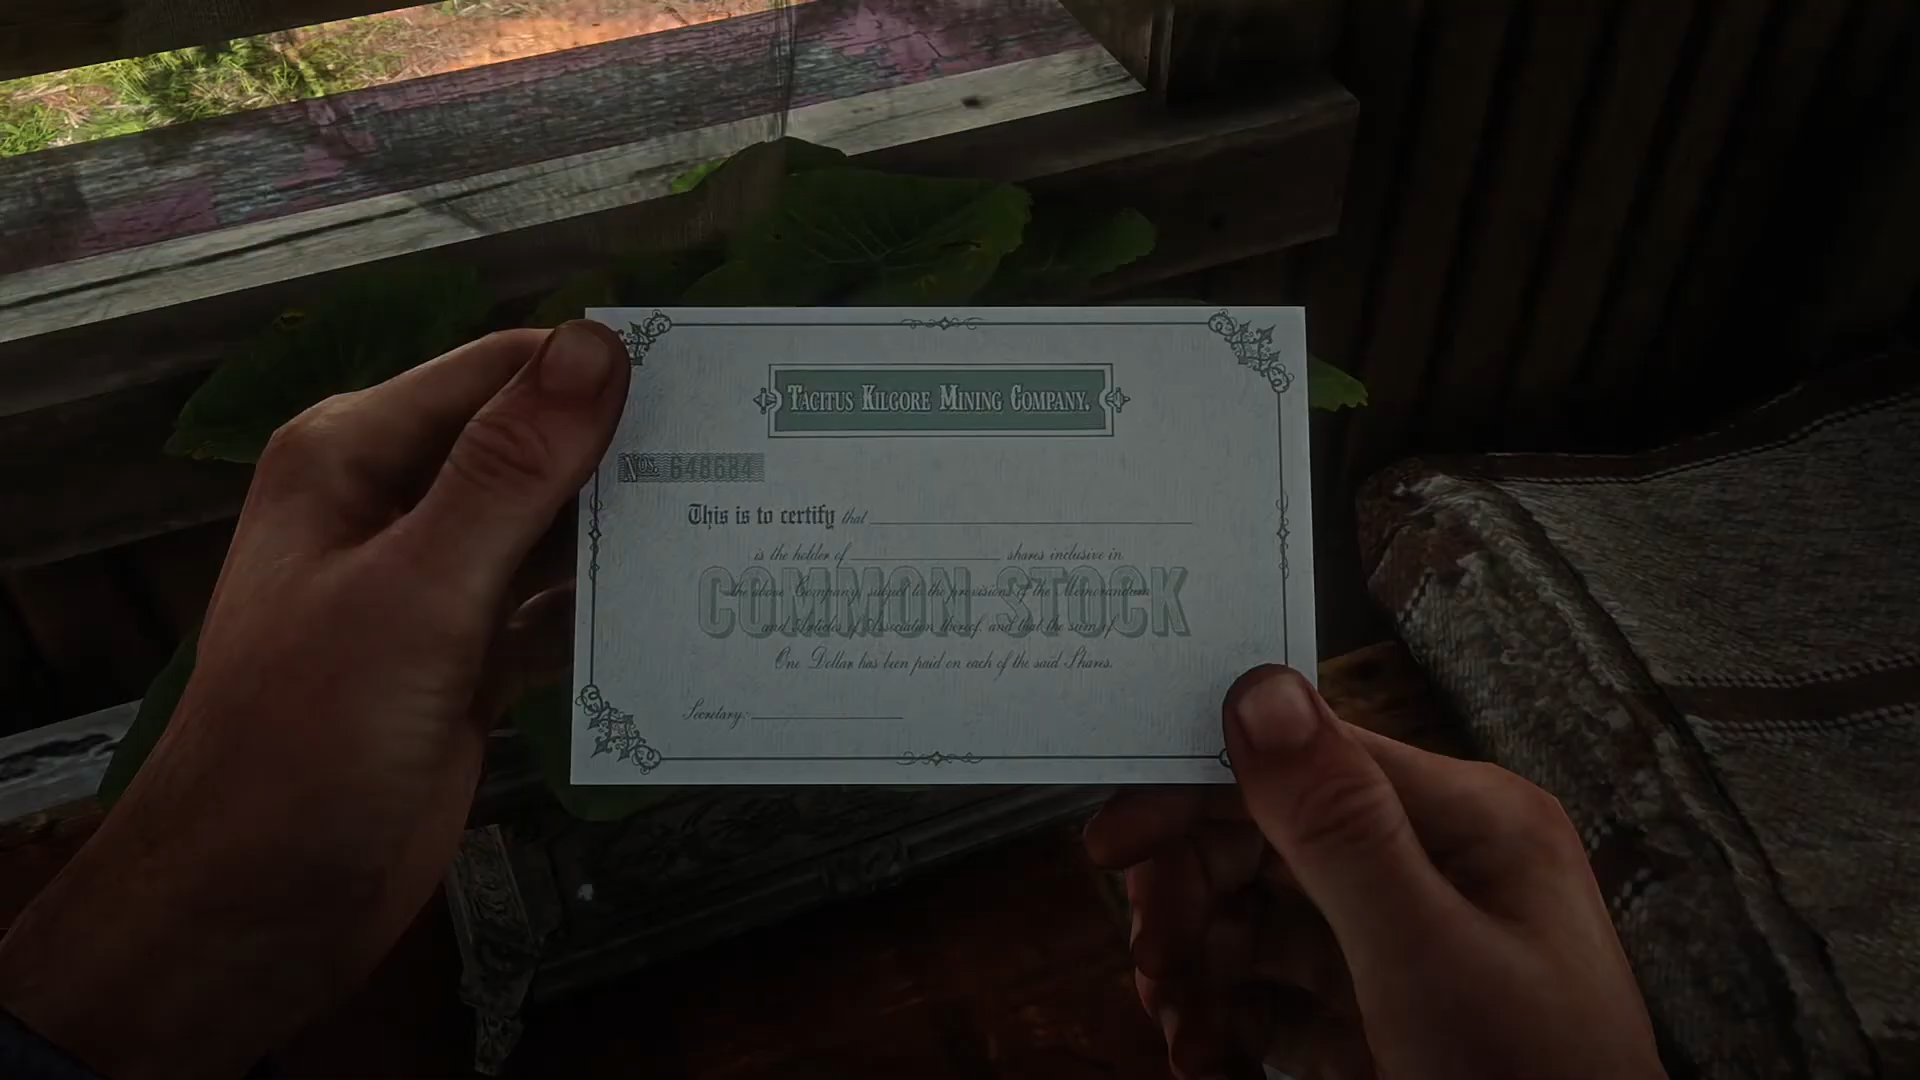 TACITUS KILGORE MINING COMPANY.
Nos. 648684
This is to certify that
is the holder of shares inclusive in
COMMON STOCK
the above Company, subject to the provisions of the Memorandum
and Articles of Association thereof, and that the sum of
One Dollar has been paid on each of the said Shares.
Secretary: